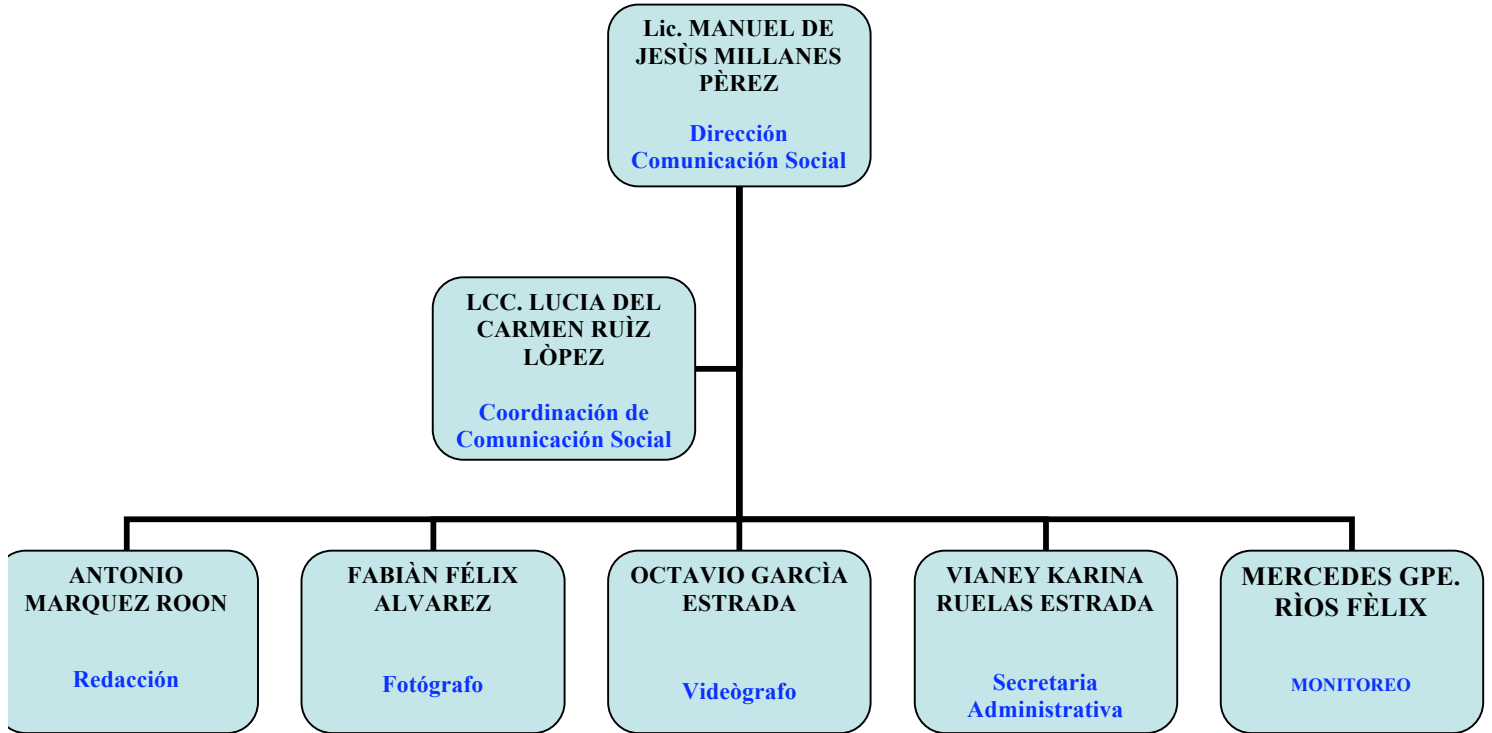 Lic. MANUEL DE
JESÙS MILLANES
PÈREZ
Dirección
Comunicación Social
LCC. LUCIA DEL
CARMEN RUÌZ
LÒPEZ
Coordinación de
Comunicación Social
ANTONIO
MARQUEZ ROON
Redacción
FABIÀN FÉLIX
ALVAREZ
Fotógrafo
OCTAVIO GARCÌA
ESTRADA
Videògrafo
VIANEY KARINA
RUELAS ESTRADA
Secretaria
Administrativa
MERCEDES GPE.
RÌOS FÈLIX
MONITOREO